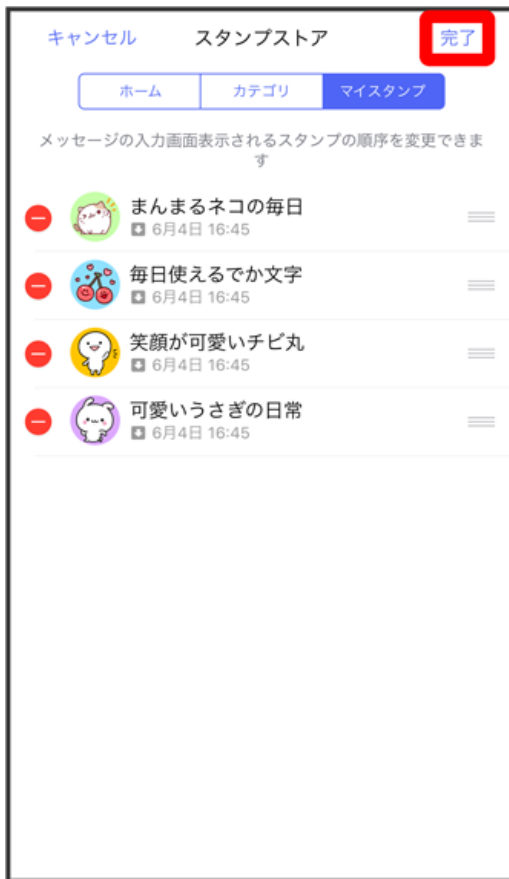 キャンセル スタンプストア 完了
ホーム カテゴリ マイスタンプ
メッセージの入力画面表示されるスタンプの順序を変更できま
す
まんまるネコの毎日
6月4日 16:45
毎日使えるでか文字
6月4日 16:45
笑顔が可愛いチビ丸
6月4日 16:45
可愛いうさぎの日常
6月4日 16:45